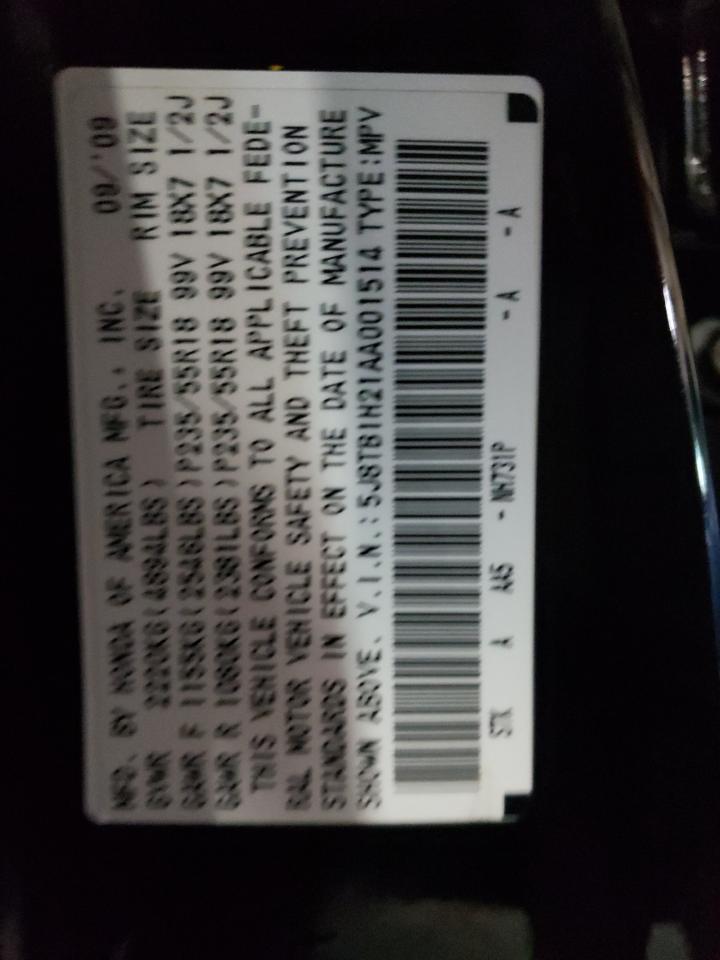 MFD. BY HONDA OF AMERICA MFG., INC. 09/'09
GVWR 2220KG(4894LBS) TIRE SIZE RIM SIZE
GAWR F 1155KG(2546LBS)P235/55R18 99V 18X7 1/2J
GAWR R 1080KG(2381LBS)P235/55R18 99V 18X7 1/2J
THIS VEHICLE CONFORMS TO ALL APPLICABLE FEDE-
RAL MOTOR VEHICLE SAFETY AND THEFT PREVENTION
STANDARDS IN EFFECT ON THE DATE OF MANUFACTURE
SHOWN ABOVE. V.I.N.:5J8TB1H21AA001514 TYPE:MPV
STK A AA5 - NH731P - A - A